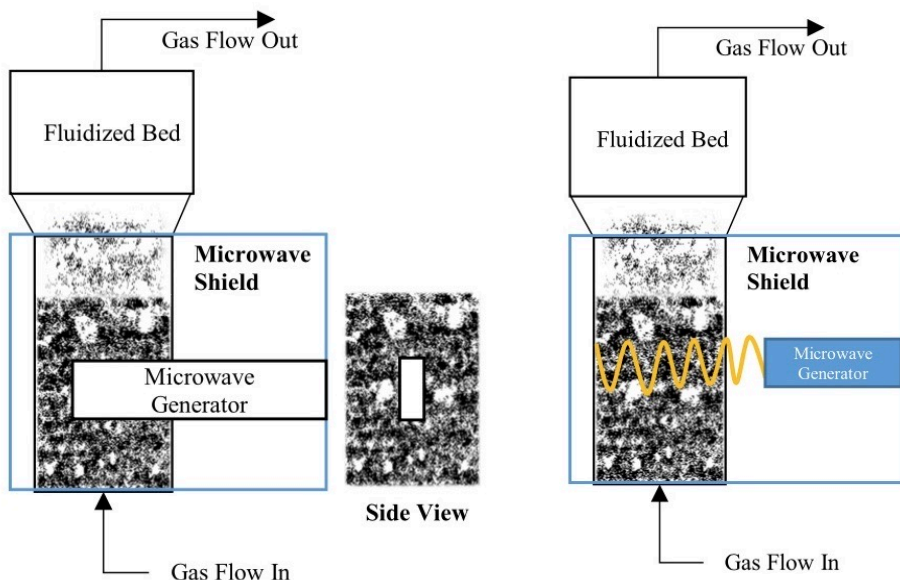 Gas Flow Out
Fluidized Bed
Microwave
Shield
Microwave
Generator
Side View
Gas Flow In
Gas Flow Out
Fluidized Bed
Microwave
Shield
Microwave
Generator
Gas Flow In